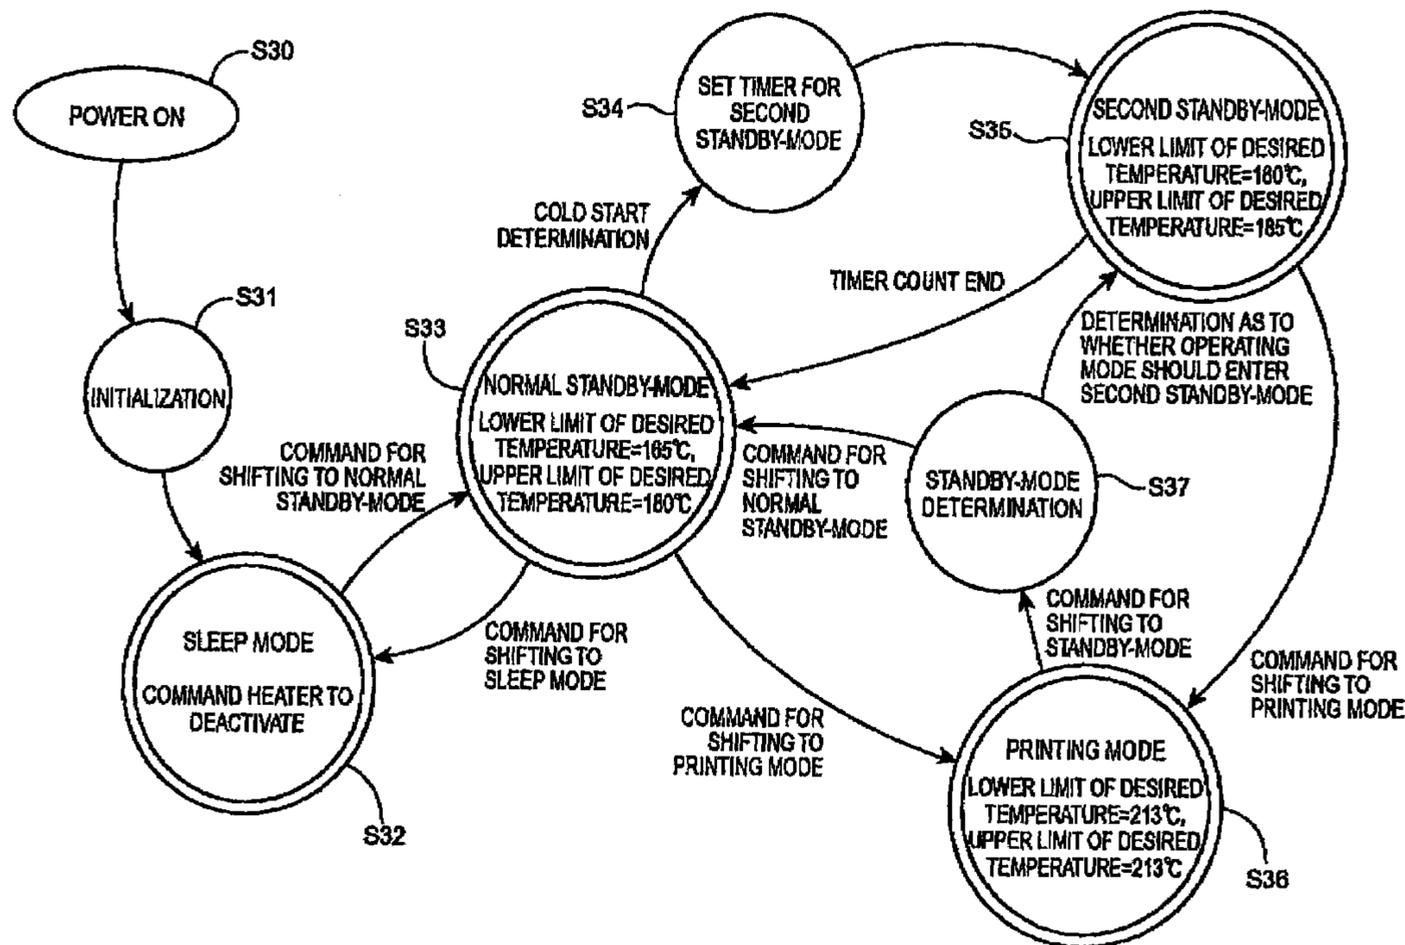 S30
POWER ON
S31
INITIALIZATION
S34
SET TIMER FOR
SECOND
STANDBY-MODE
S35
SECOND STANDBY-MODE
LOWER LIMIT OF DESIRED
TEMPERATURE=180℃,
UPPER LIMIT OF DESIRED
TEMPERATURE=185℃
COLD START
DETERMINATION
TIMER COUNT END
S33
NORMAL STANDBY-MODE
LOWER LIMIT OF DESIRED
TEMPERATURE=165℃,
UPPER LIMIT OF DESIRED
TEMPERATURE=180℃
DETERMINATION AS TO
WHETHER OPERATING
MODE SHOULD ENTER
SECOND STANDBY-MODE
COMMAND FOR
SHIFTING TO NORMAL
STANDBY-MODE
COMMAND FOR
SHIFTING TO
NORMAL
STANDBY-MODE
STANDBY-MODE
DETERMINATION
S37
SLEEP MODE
COMMAND HEATER TO
DEACTIVATE
S32
COMMAND FOR
SHIFTING TO
SLEEP MODE
COMMAND FOR
SHIFTING TO
STANDBY-MODE
COMMAND FOR
SHIFTING TO
PRINTING MODE
COMMAND FOR
SHIFTING TO
PRINTING MODE
PRINTING MODE
LOWER LIMIT OF DESIRED
TEMPERATURE=213℃,
UPPER LIMIT OF DESIRED
TEMPERATURE=213℃
S36